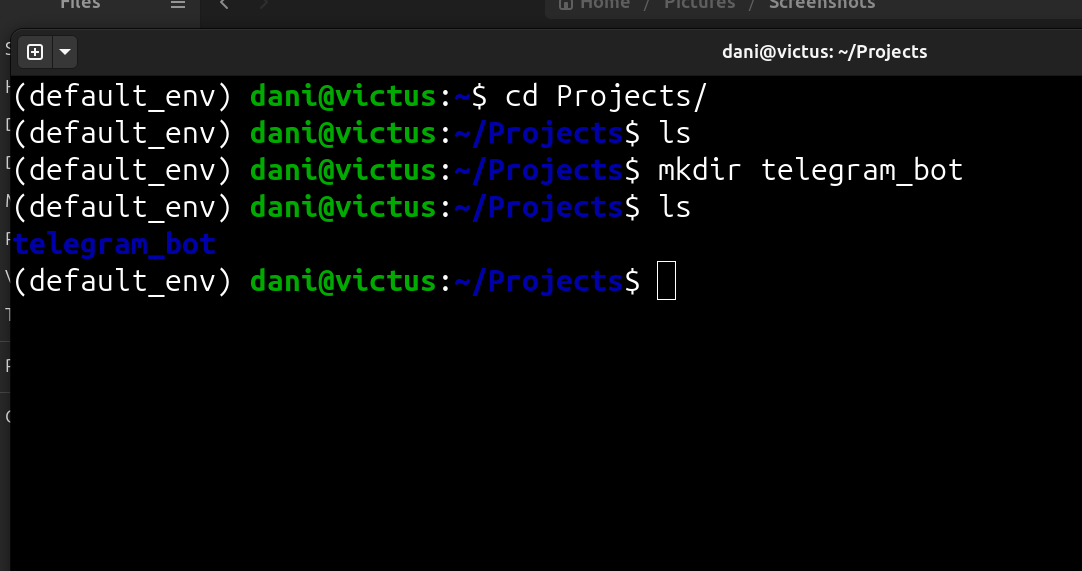 Files
Home / Pictures / Screenshots
dani@victus: ~/Projects
(default_env) dani@victus:~$ cd Projects/
(default_env) dani@victus:~/Projects$ ls
(default_env) dani@victus:~/Projects$ mkdir telegram_bot
(default_env) dani@victus:~/Projects$ ls
telegram_bot
(default_env) dani@victus:~/Projects$